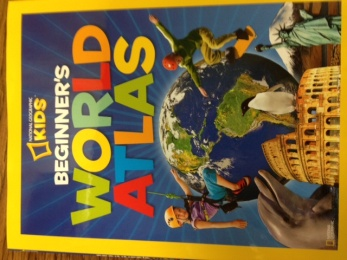 NATIONAL GEOGRAPHIC
KIDS
BEGINNER'S
WORLD
ATLAS